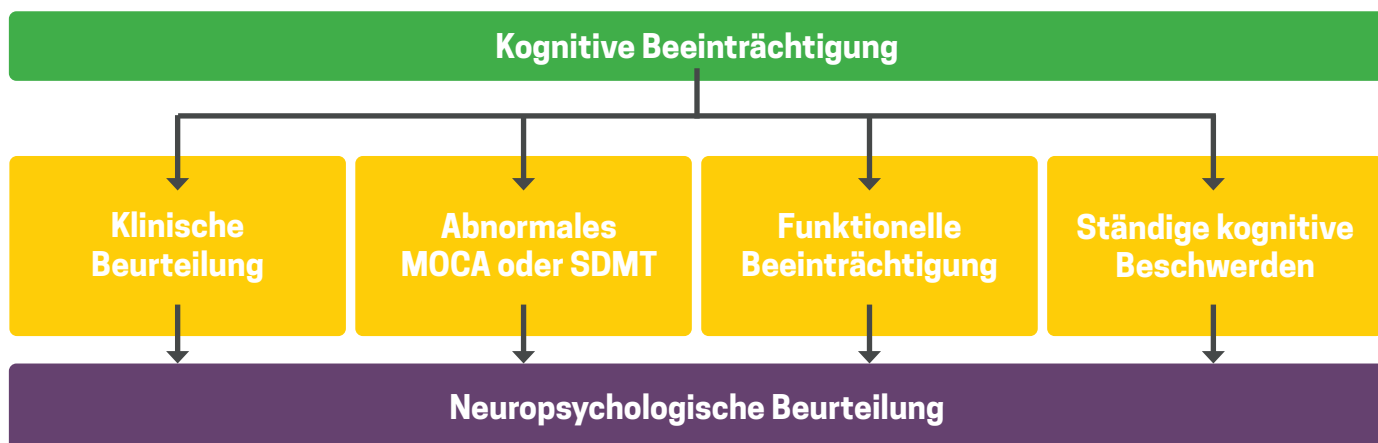 Kognitive Beeinträchtigung
Klinische
Beurteilung
Abnormales
MOCA oder SDMT
Funktionelle
Beeinträchtigung
Ständige kognitive
Beschwerden
Neuropsychologische Beurteilung